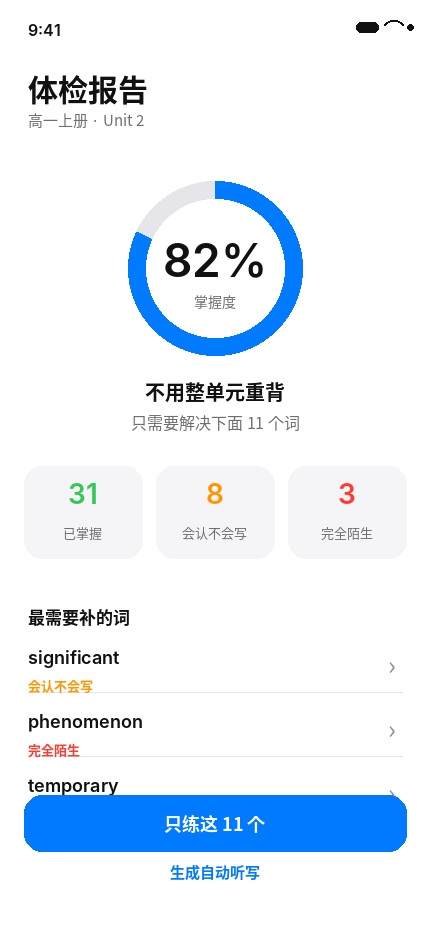 9:41
体检报告
高一上册 · Unit 2
82%
掌握度
不用整单元重背
只需要解决下面 11 个词
31 8 3
已掌握 会认不会写 完全陌生
最需要补的词
significant
会认不会写
phenomenon
完全陌生
temporary
只练这 11 个
生成自动听写